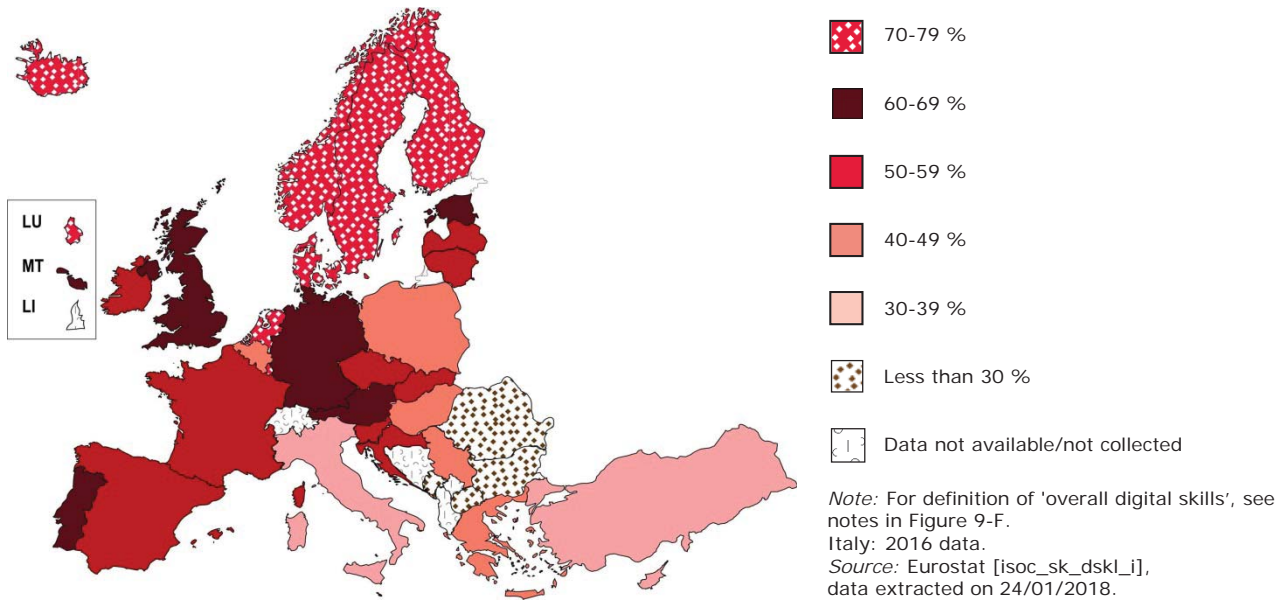 LU
MT
LI
70-79 %
60-69 %
50-59 %
40-49 %
30-39 %
Less than 30 %
Data not available/not collected
Note: For definition of 'overall digital skills', see
notes in Figure 9-F.
Italy: 2016 data.
Source: Eurostat [isoc_sk_dskl_i],
data extracted on 24/01/2018.